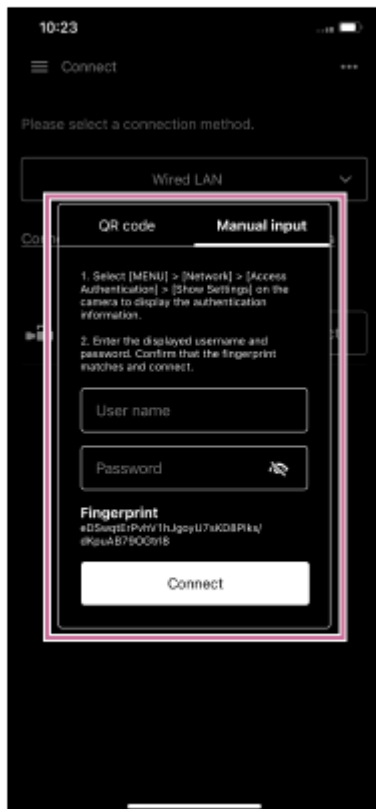 10:23
Connect
Please select a connection method.
Wired LAN
QR code
Manual input
1. Select [MENU] > [Network] > [Access
Authentication] > [Show Settings] on the
camera to display the authentication
information.
2. Enter the displayed username and
password. Confirm that the fingerprint
matches and connect.
User name
Password
Fingerprint
Connect